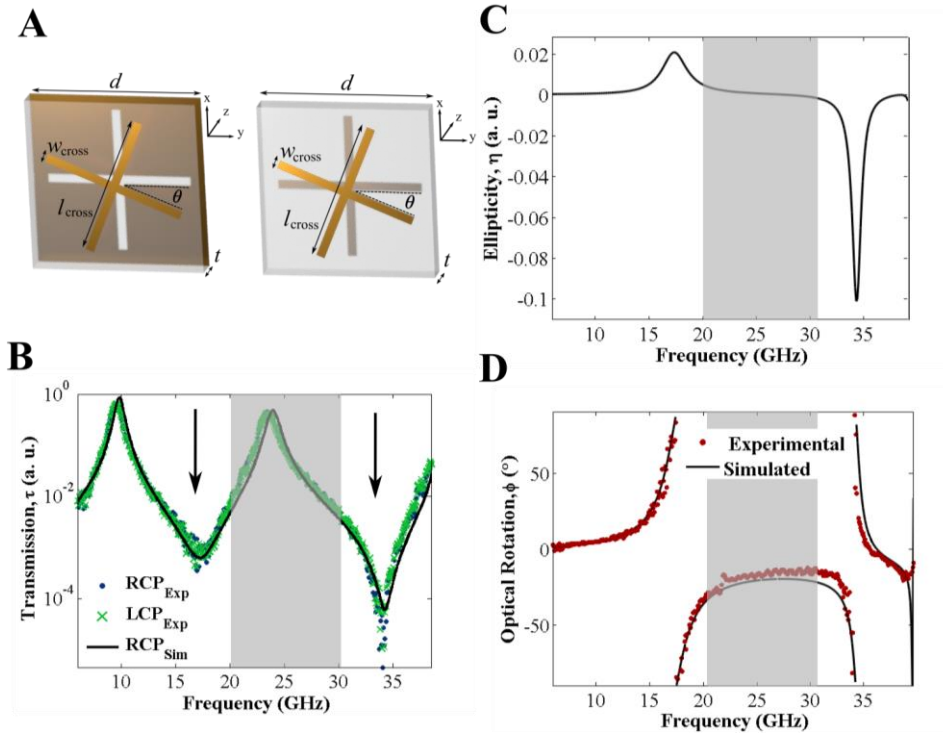 A
d
x
z
y
w_cross
l_cross
θ
t
d
x
z
y
w_cross
l_cross
θ
t
B
10^0
10^-2
10^-4
Transmission, τ (a. u.)
RCP_Exp
LCP_Exp
RCP_Sim
10 15 20 25 30 35
Frequency (GHz)
C
0.02
0
-0.02
-0.04
-0.06
-0.08
-0.1
Ellipticity, η (a. u.)
10 15 20 25 30 35
Frequency (GHz)
D
50
0
-50
Optical Rotation, ϕ (°)
Experimental
Simulated
10 15 20 25 30 35
Frequency (GHz)